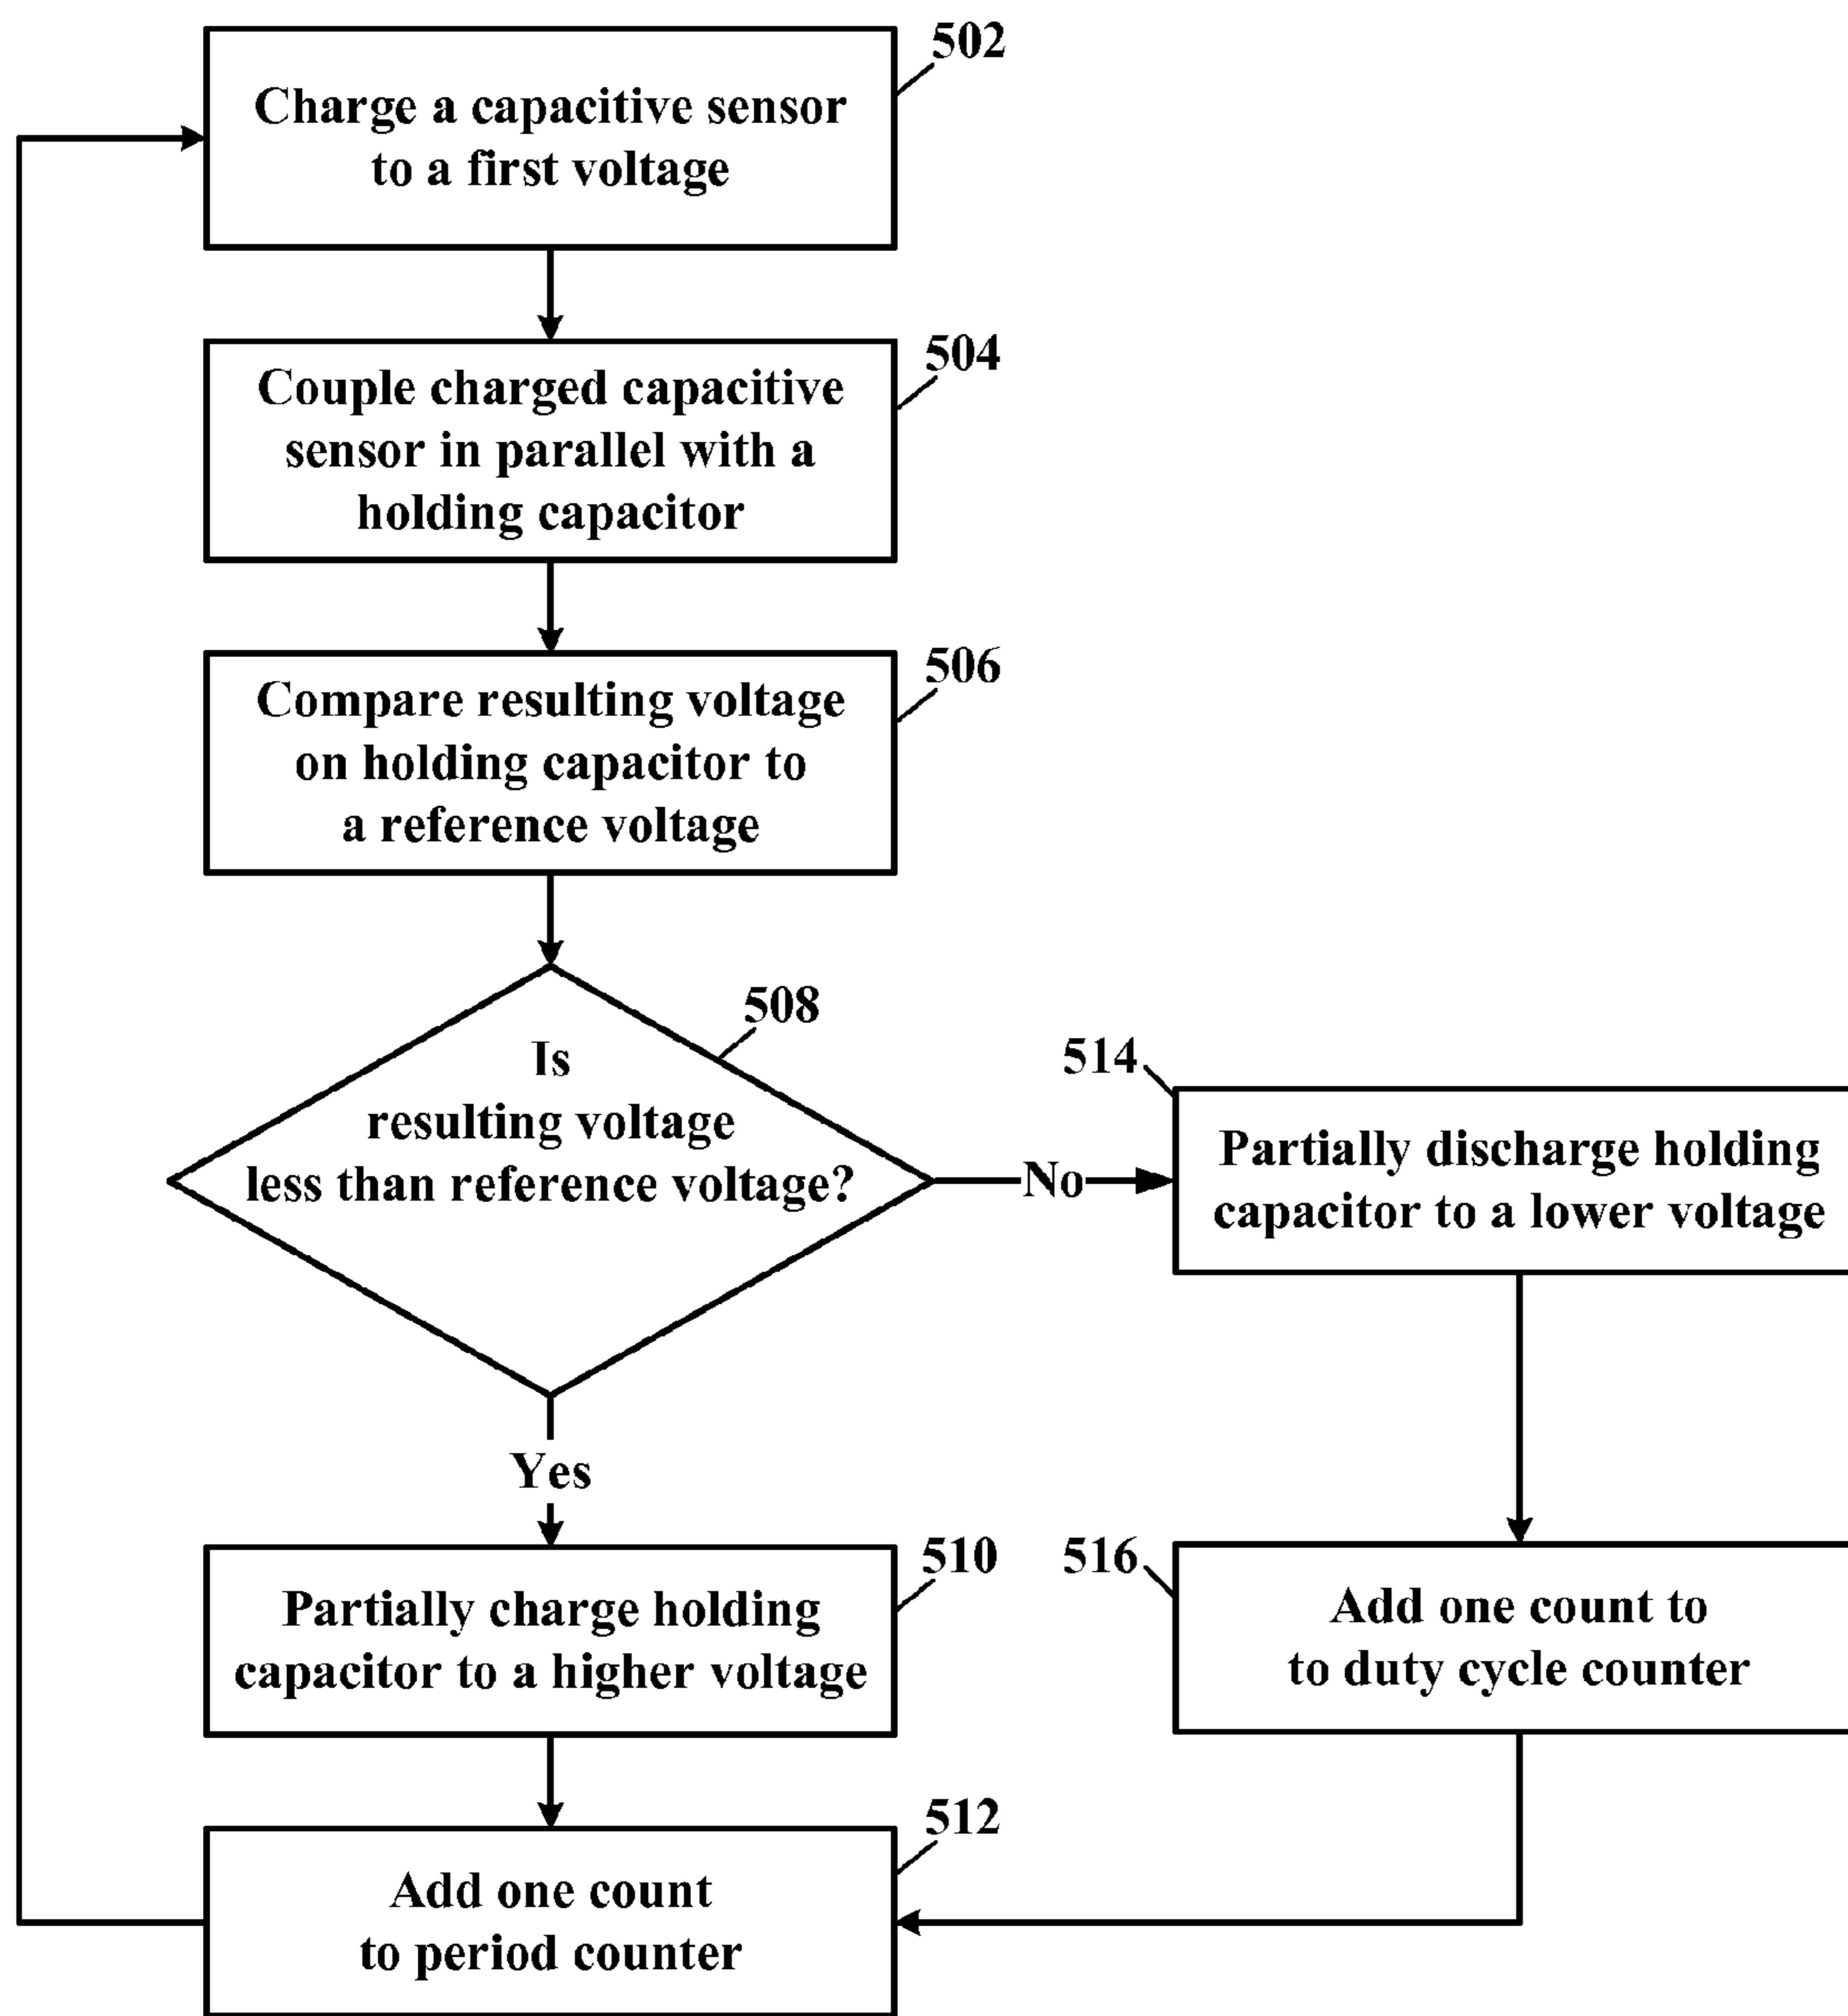 502
Charge a capacitive sensor
to a first voltage
504
Couple charged capacitive
sensor in parallel with a
holding capacitor
506
Compare resulting voltage
on holding capacitor to
a reference voltage
508
Is
resulting voltage
less than reference voltage?
No
514
Partially discharge holding
capacitor to a lower voltage
Yes
510
Partially charge holding
capacitor to a higher voltage
516
Add one count to
to duty cycle counter
512
Add one count
to period counter